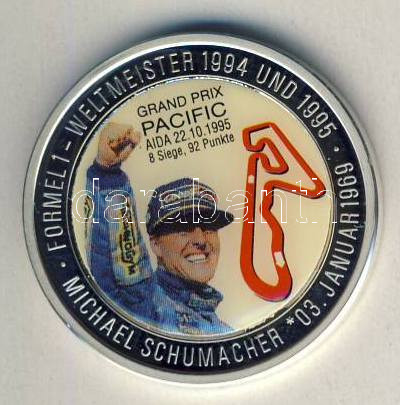 · FORMEL 1 - WELTMEISTER 1994 UND 1995 ·
GRAND PRIX
PACIFIC
AIDA 22.10.1995
8 Siege, 92 Punkte
darabanth
MICHAEL SCHUMACHER * 03. JANUAR 1969